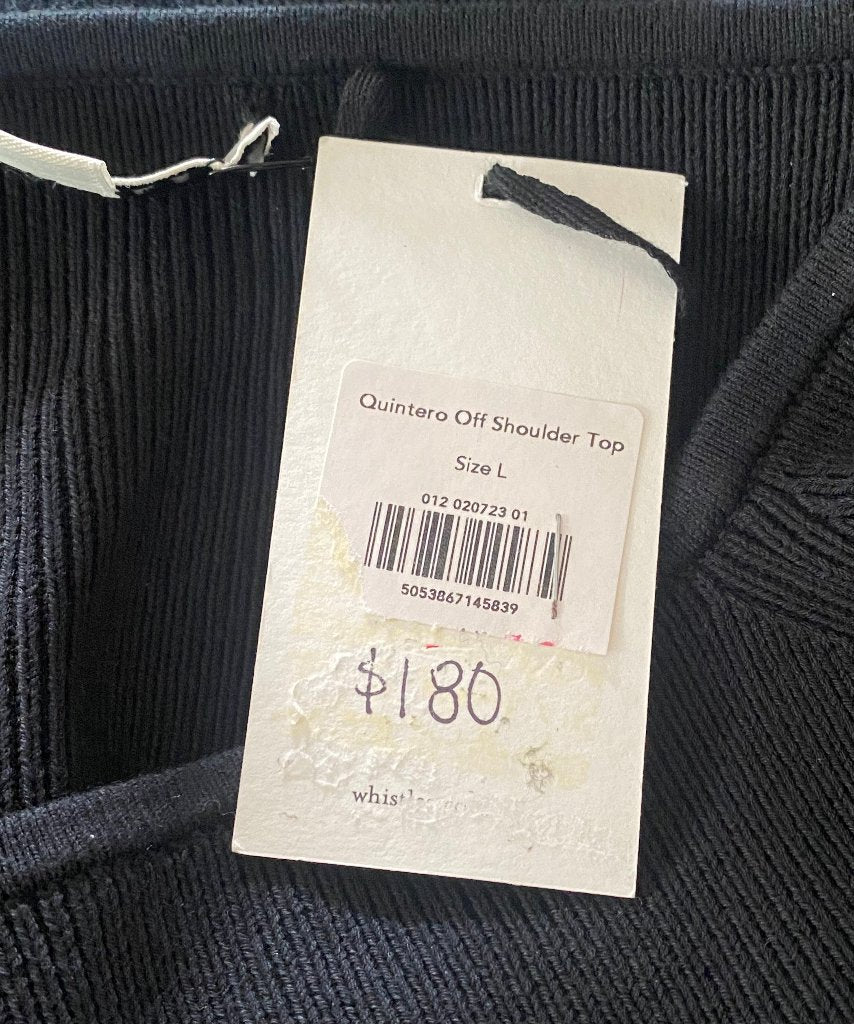 Quintero Off Shoulder Top
Size L
012 020723 01
5053867145839
$180